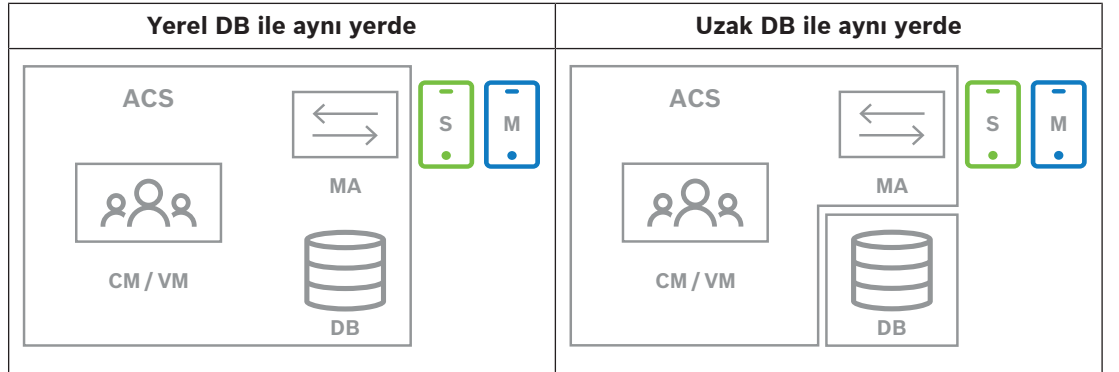 Yerel DB ile aynı yerde
Uzak DB ile aynı yerde
ACS
S
M
MA
CM / VM
DB
ACS
S
M
MA
CM / VM
DB